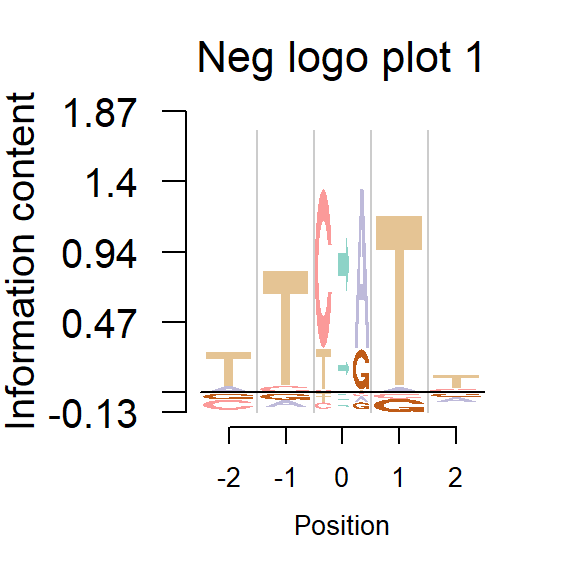 Neg logo plot 1
Information content
1.87
1.4
0.94
0.47
-0.13
T T C A T T
T G
C G C G G
-2 -1 0 1 2
Position